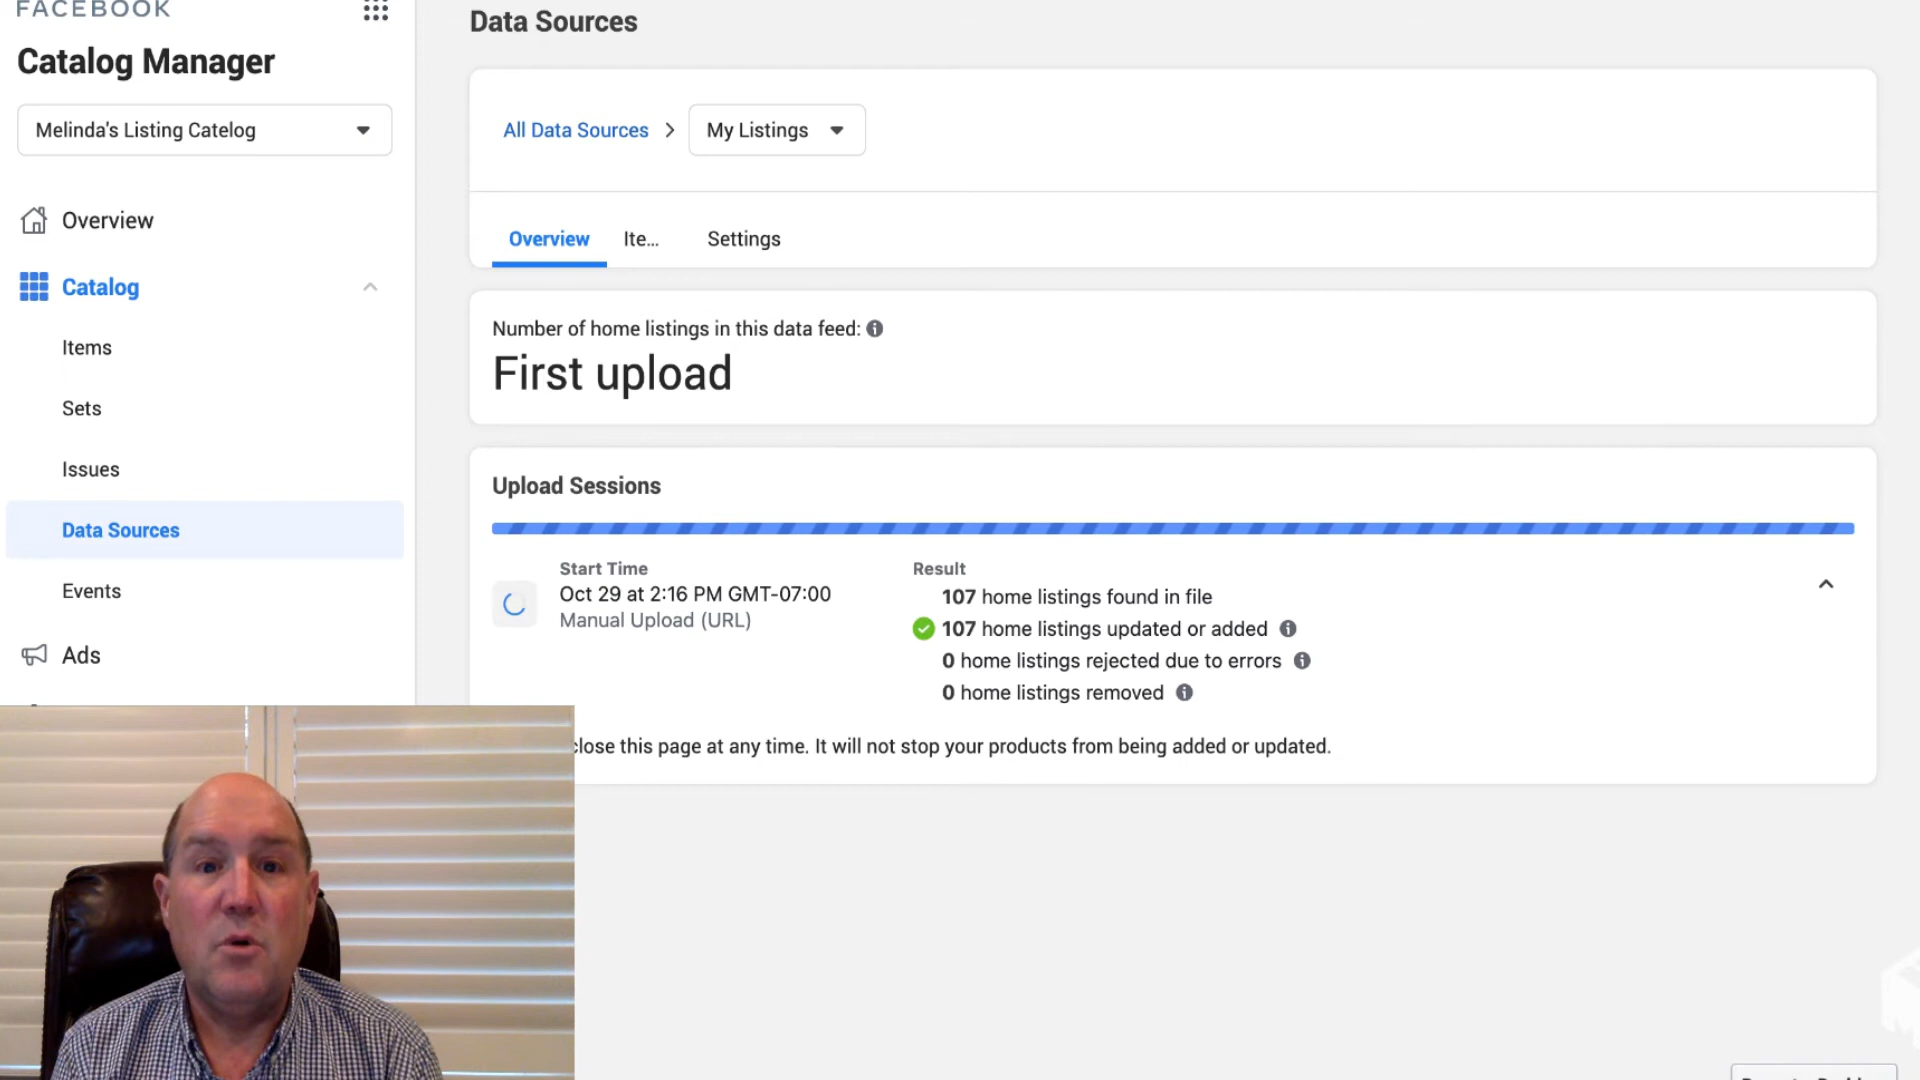 FACEBOOK
Catalog Manager
Melinda's Listing Catelog
Overview
Catalog
Items
Sets
Issues
Data Sources
Events
Ads
Data Sources
All Data Sources
My Listings
Overview Ite... Settings
Number of home listings in this data feed:
First upload
Upload Sessions
Start Time
Oct 29 at 2:16 PM GMT-07:00
Manual Upload (URL)
Result
107 home listings found in file
107 home listings updated or added
0 home listings rejected due to errors
0 home listings removed
close this page at any time. It will not stop your products from being added or updated.